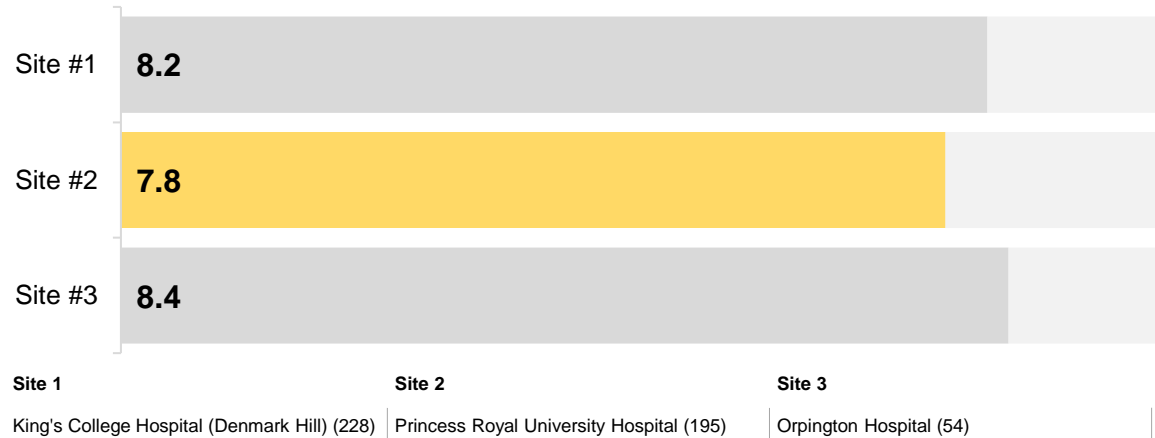 Site #1 8.2
Site #2 7.8
Site #3 8.4
Site 1 Site 2 Site 3
King's College Hospital (Denmark Hill) (228) Princess Royal University Hospital (195) Orpington Hospital (54)